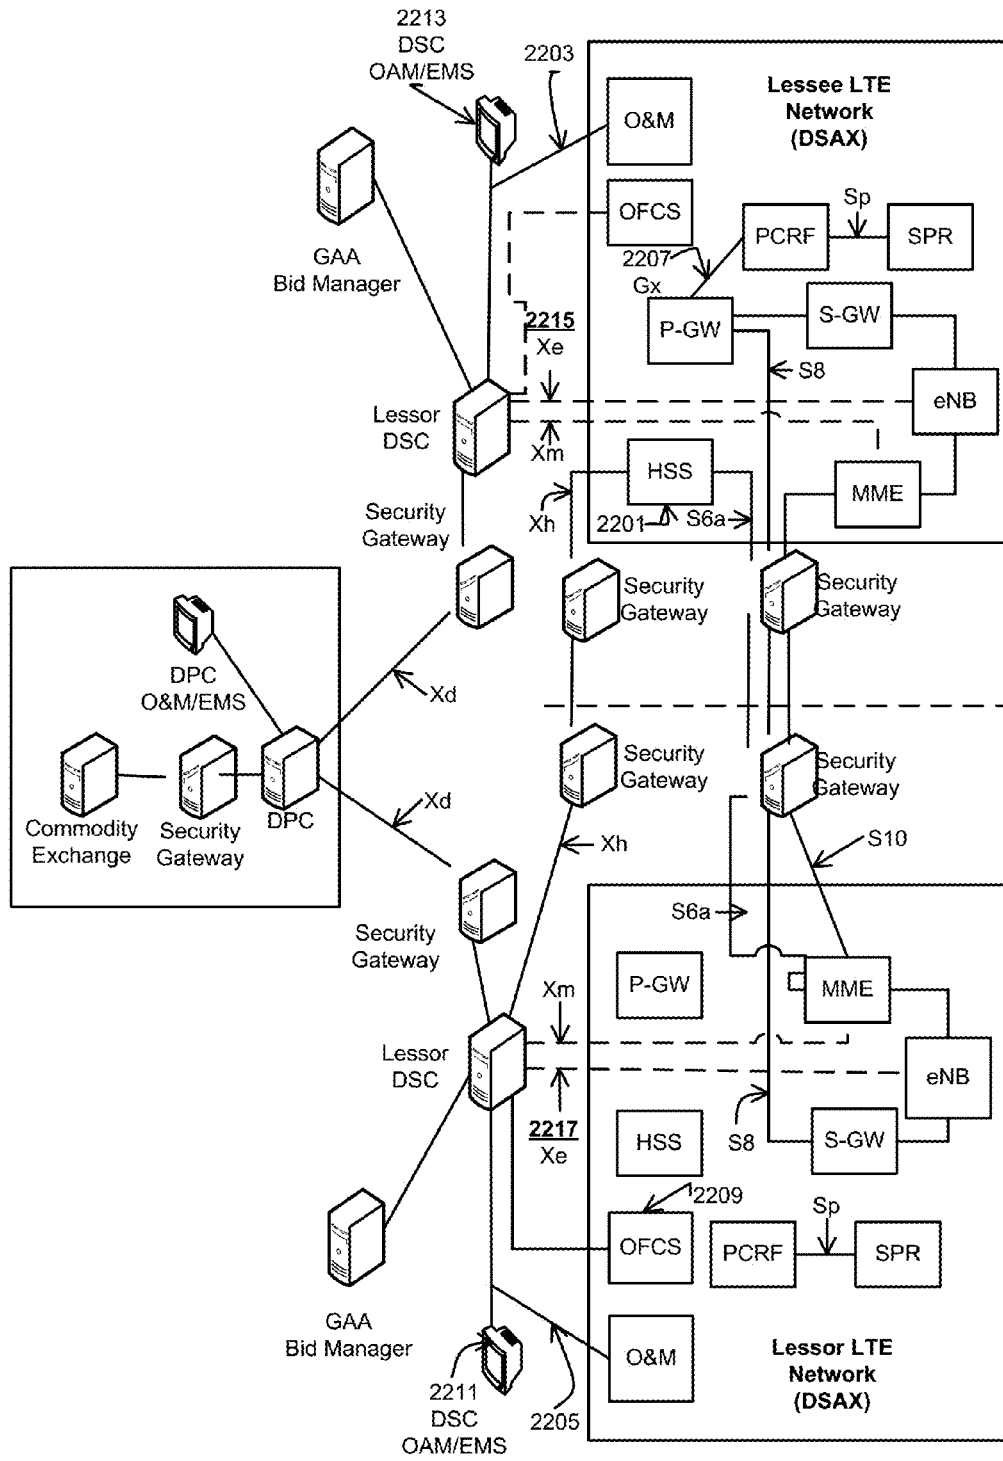 2213
DSC
OAM/EMS
2203
Lessee LTE
Network
(DSAX)
O&M
GAA
Bid Manager
OFCS
2207
Gx
PCRF
Sp
SPR
P-GW
S-GW
S8
2215
Xe
eNB
Lessor
DSC
Xm
HSS
MME
Xh
2201
S6a
Security
Gateway
Security
Gateway
Security
Gateway
DPC
O&M/EMS
Xd
Commodity
Exchange
Security
Gateway
DPC
Xd
Security
Gateway
Security
Gateway
Xh
S10
S6a
Security
Gateway
P-GW
MME
Xm
Lessor
DSC
eNB
2217
Xe
HSS
S8
S-GW
2209
OFCS
PCRF
Sp
SPR
GAA
Bid Manager
O&M
Lessor LTE
Network
(DSAX)
2211
DSC
OAM/EMS
2205